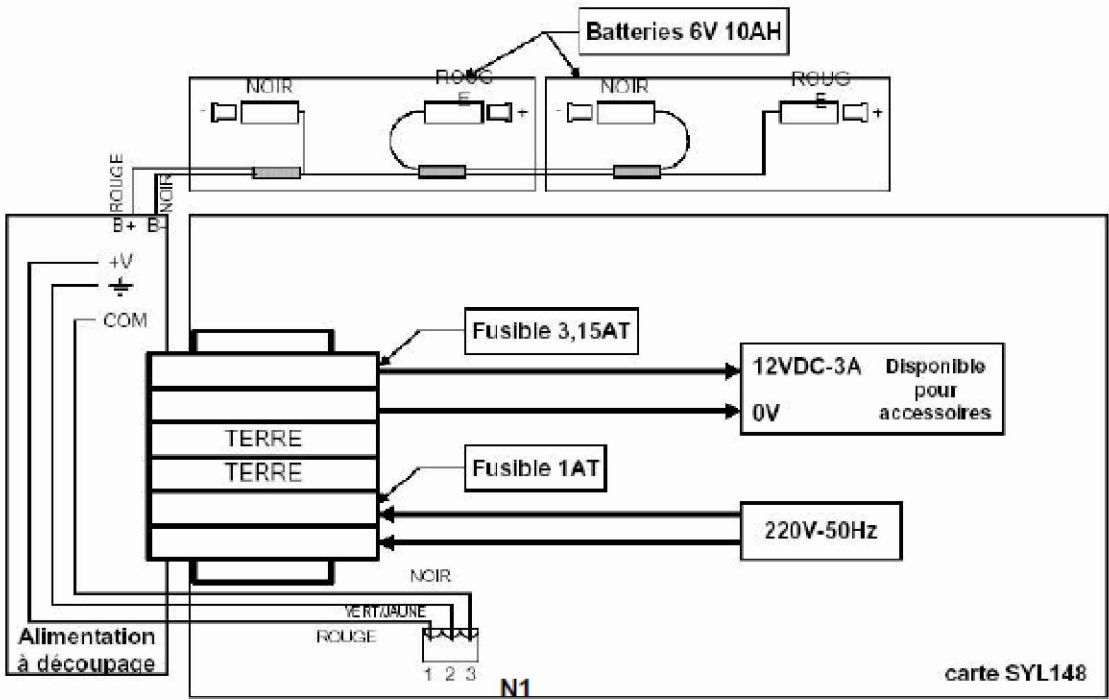 Batteries 6V 10AH
NOIR
ROUG
E
NOIR
ROUG
E
-
+
-
+
ROUGE
NOIR
B+ B-
+V
COM
Fusible 3,15AT
12VDC-3A
Disponible
pour
accessoires
0V
TERRE
TERRE
Fusible 1AT
220V-50Hz
NOIR
VERT/JAUNE
ROUGE
Alimentation
à découpage
1 2 3
N1
carte SYL148